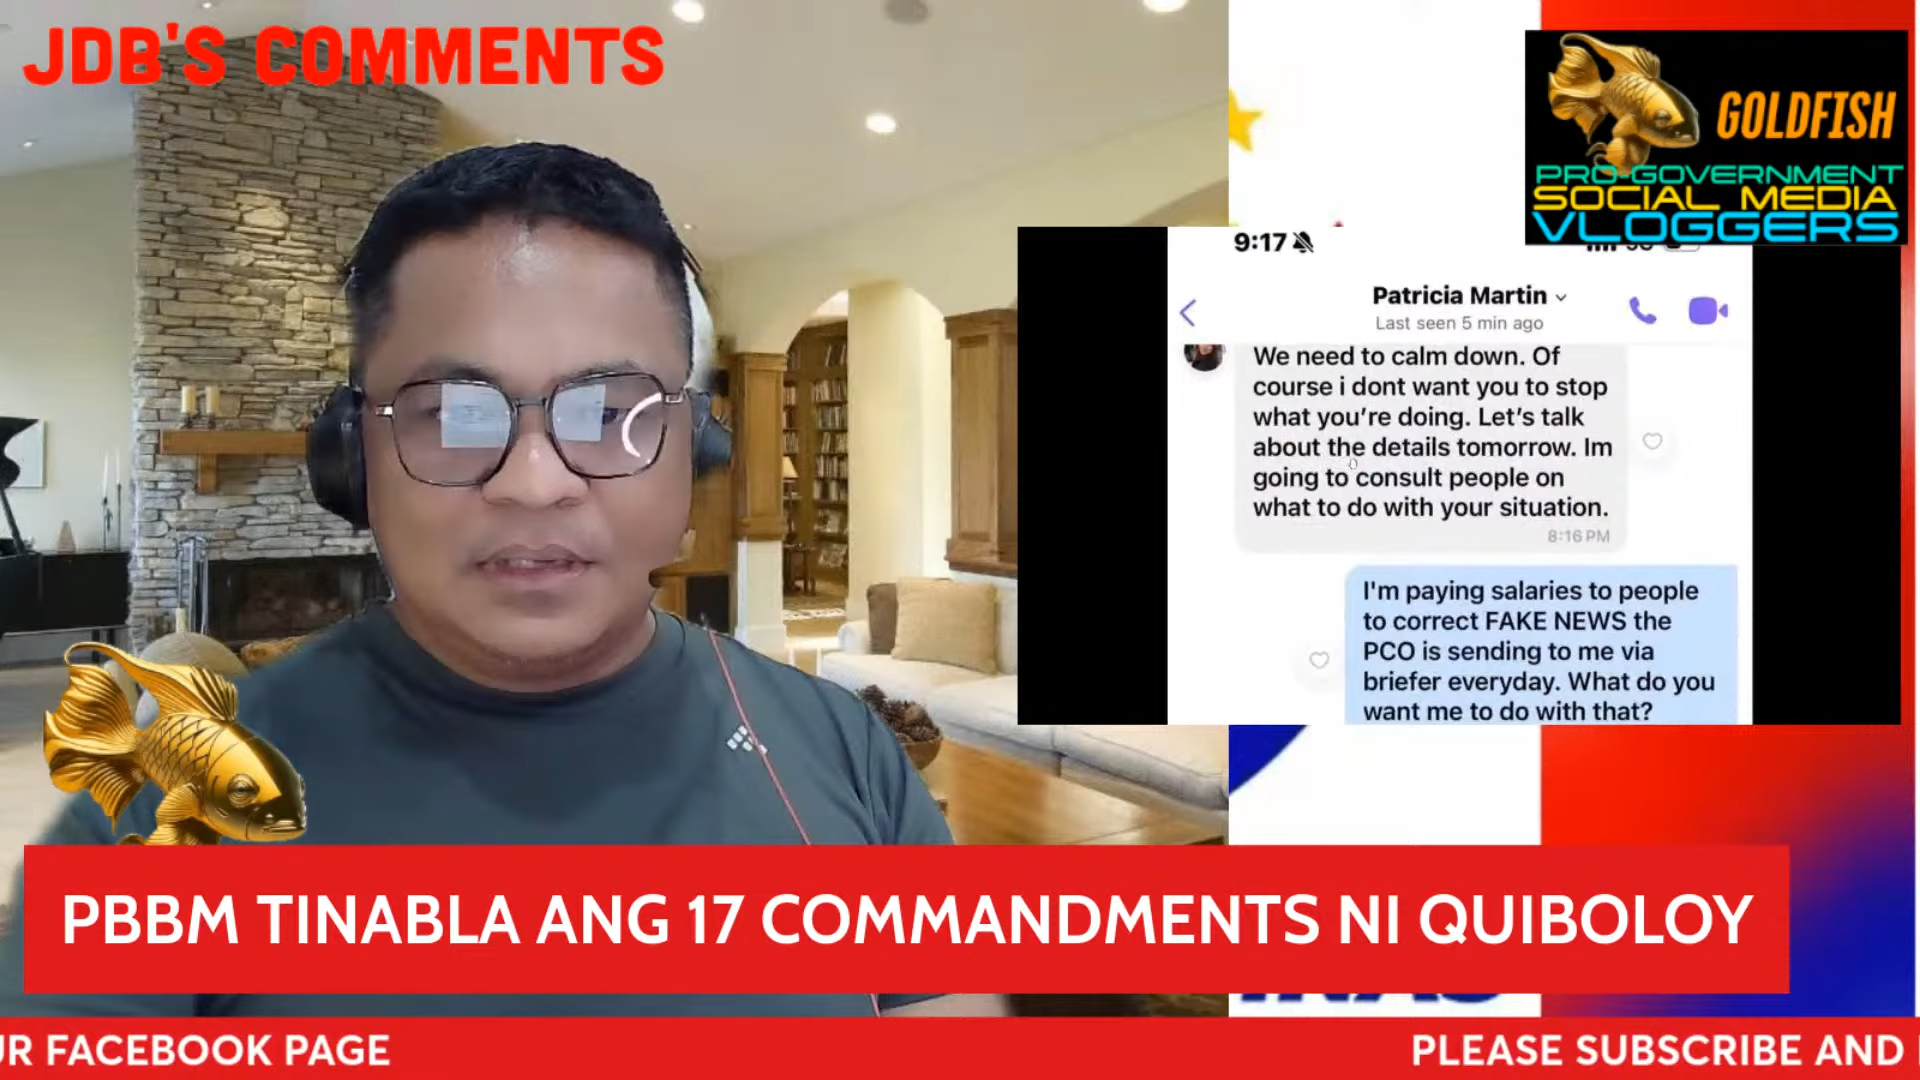 JDB'S COMMENTS
GOLDFISH
PRO-GOVERNMENT
SOCIAL MEDIA
VLOGGERS
9:17
Patricia Martin
Last seen 5 min ago
We need to calm down. Of
course i dont want you to stop
what you're doing. Let's talk
about the details tomorrow. Im
going to consult people on
what to do with your situation.
8:16 PM
I'm paying salaries to people
to correct FAKE NEWS the
PCO is sending to me via
briefer everyday. What do you
want me to do with that?
PBBM TINABLA ANG 17 COMMANDMENTS NI QUIBOLOY
FACEBOOK PAGE
PLEASE SUBSCRIBE AND